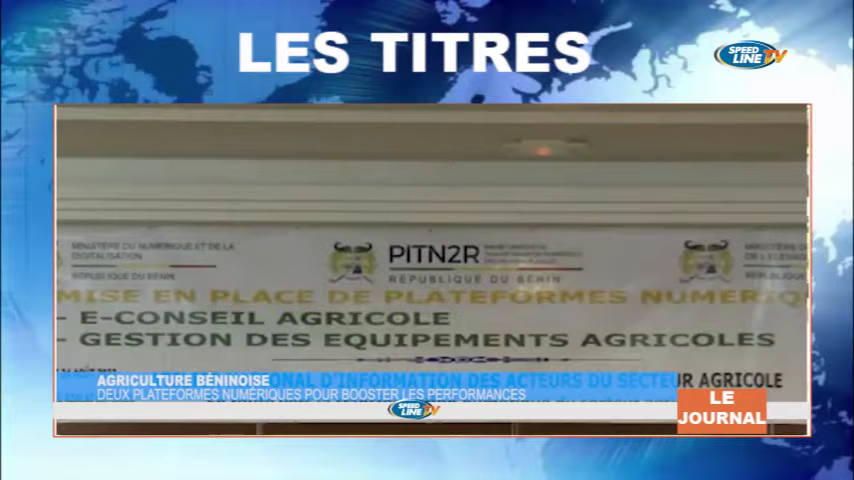 LES TITRES
SPEED LINE TV
MINISTÈRE DU NUMÉRIQUE ET DE LA
DIGITALISATION
RÉPUBLIQUE DU BÉNIN
PITN2R
RÉPUBLIQUE DU BÉNIN
MINISTÈRE
DE L'ÉLEVAGE
RÉPUBLIQUE
MISE EN PLACE DE PLATEFORMES NUMERIQ
- E-CONSEIL AGRICOLE
- GESTION DES EQUIPEMENTS AGRICOLES
ONAL D'INFORMATION DES ACTEURS DU SECTEUR AGRICOLE
AGRICULTURE BÉNINOISE
DEUX PLATEFORMES NUMÉRIQUES POUR BOOSTER LES PERFORMANCES
SPEED LINE TV
LE
JOURNAL